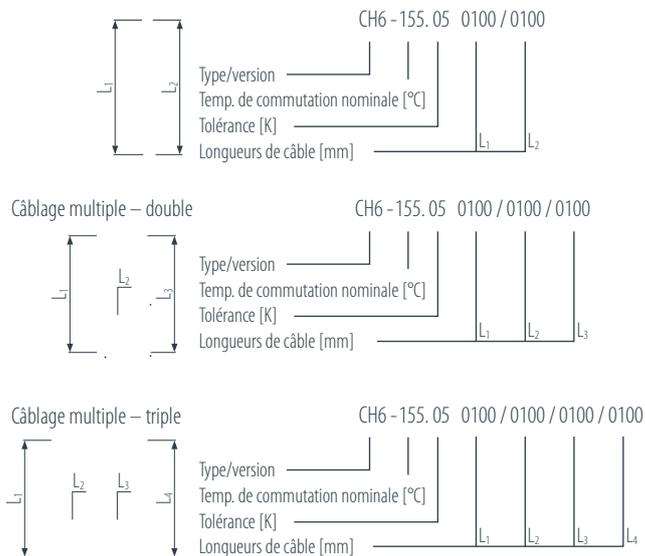 CH6 - 155. 05 0100 / 0100
L₁
L₂
Type/version
Temp. de commutation nominale [°C]
Tolérance [K]
Longueurs de câble [mm]
L₁
L₂
Câblage multiple – double
CH6 - 155. 05 0100 / 0100 / 0100
L₁
L₂
L₃
Type/version
Temp. de commutation nominale [°C]
Tolérance [K]
Longueurs de câble [mm]
L₁
L₂
L₃
Câblage multiple – triple
CH6 - 155. 05 0100 / 0100 / 0100 / 0100
L₁
L₂
L₃
L₄
Type/version
Temp. de commutation nominale [°C]
Tolérance [K]
Longueurs de câble [mm]
L₁
L₂
L₃
L₄